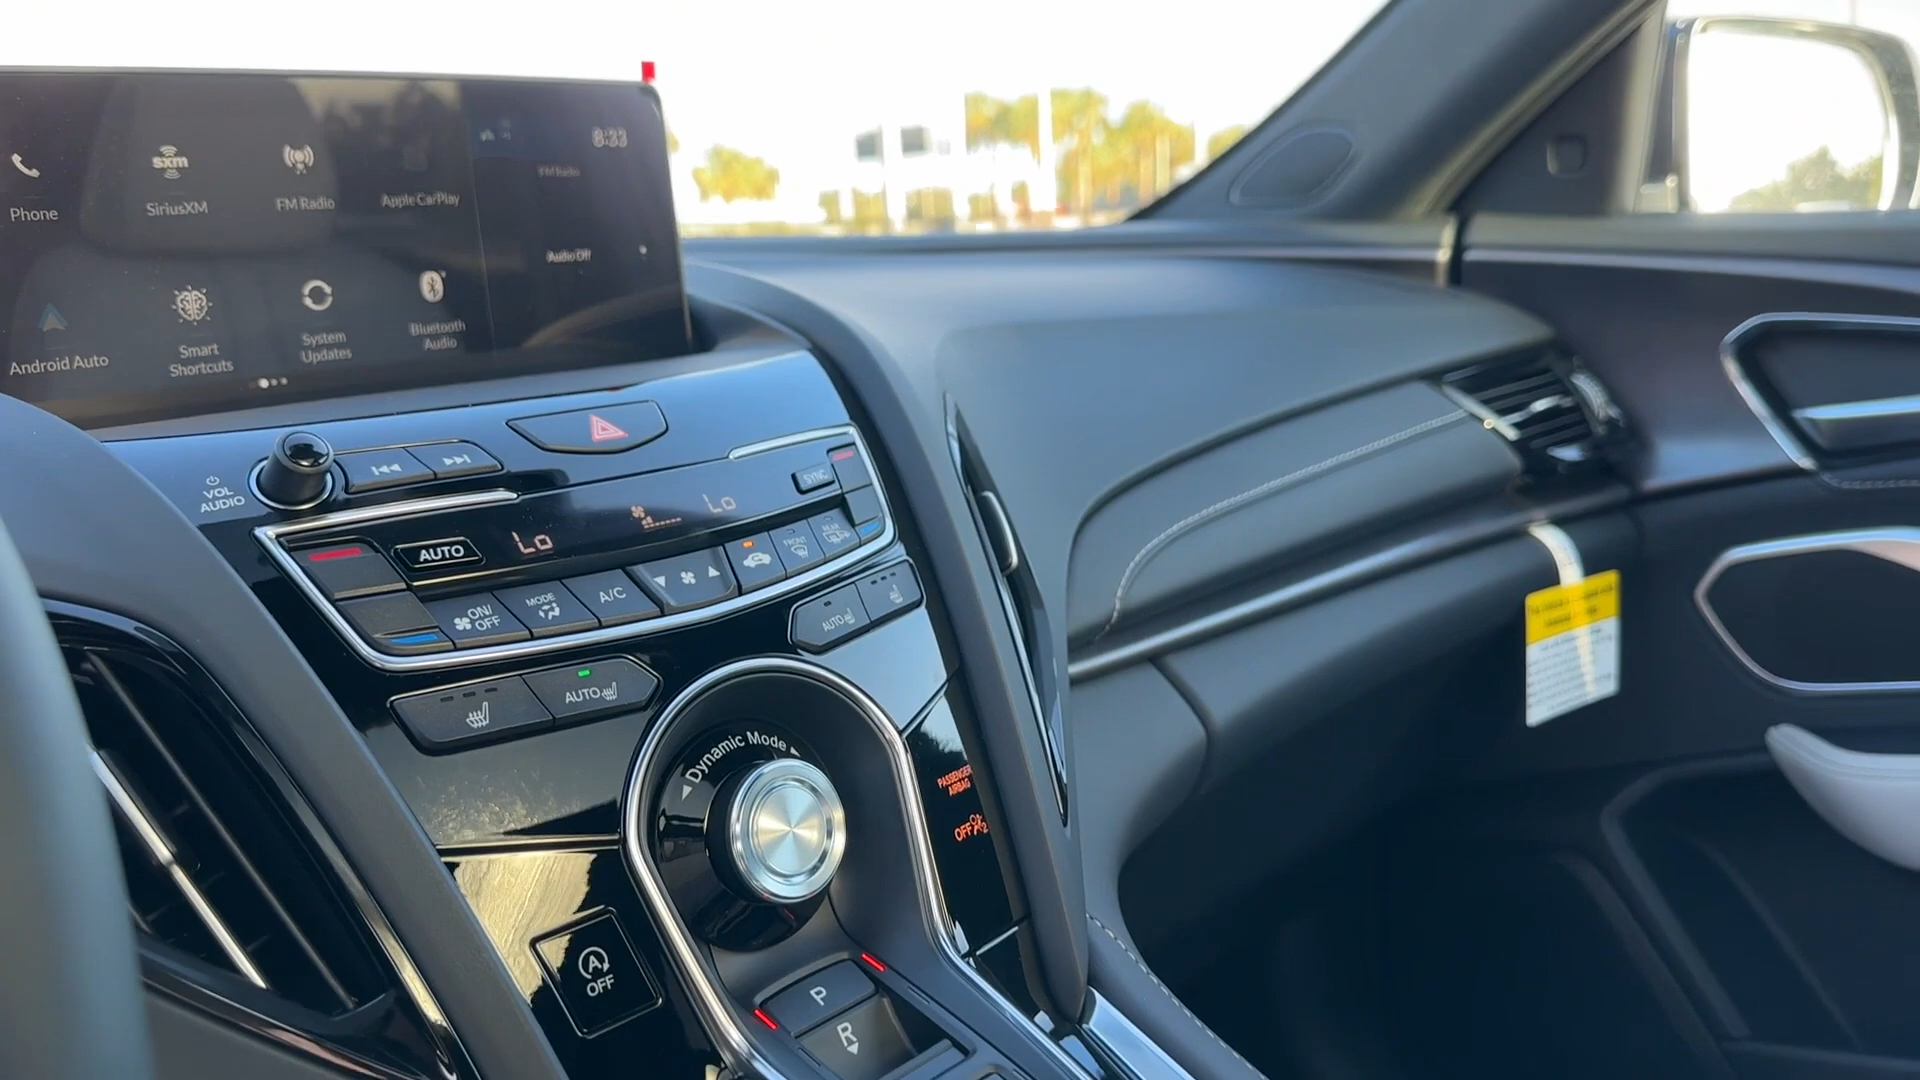 8:23
Phone
sxm
SiriusXM
FM Radio
Apple CarPlay
FM Radio
Audio Off
Android Auto
Smart
Shortcuts
System
Updates
Bluetooth
Audio
VOL
AUDIO
AUTO
Lo
Lo
SYNC
ON/
OFF
MODE
A/C
FRONT
REAR
AUTO
AUTO
Dynamic Mode
PASSENGER
AIRBAG
OFF
2
A
OFF
P
R